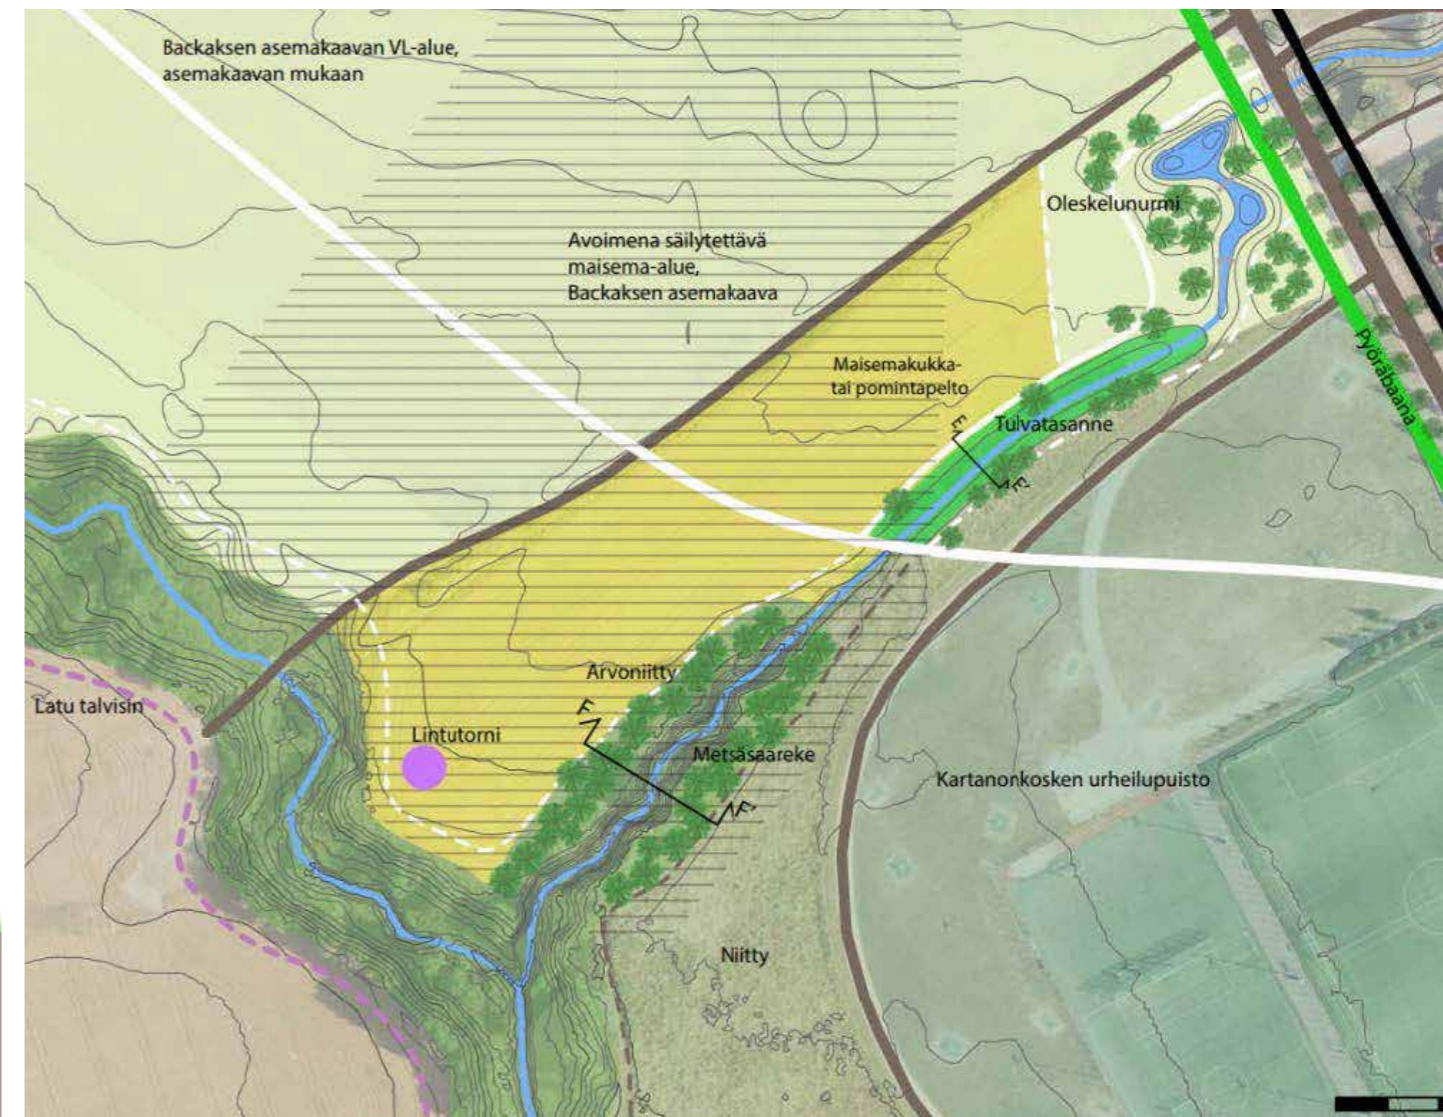 Backaksen asemakaavan VL-alue,
asemakaavan mukaan
Oleskelunurmi
Avoimena säilytettävä
maisema-alue,
Backaksen asemakaava
Pyöräbaana
Maisemakukka-
tai pomintapelto
Tulvatasanne
E
E'
Arvoniitty
Latu talvisin
F
Lintutorni
Metsäsaareke
F'
Kartanonkosken urheilupuisto
Niitty